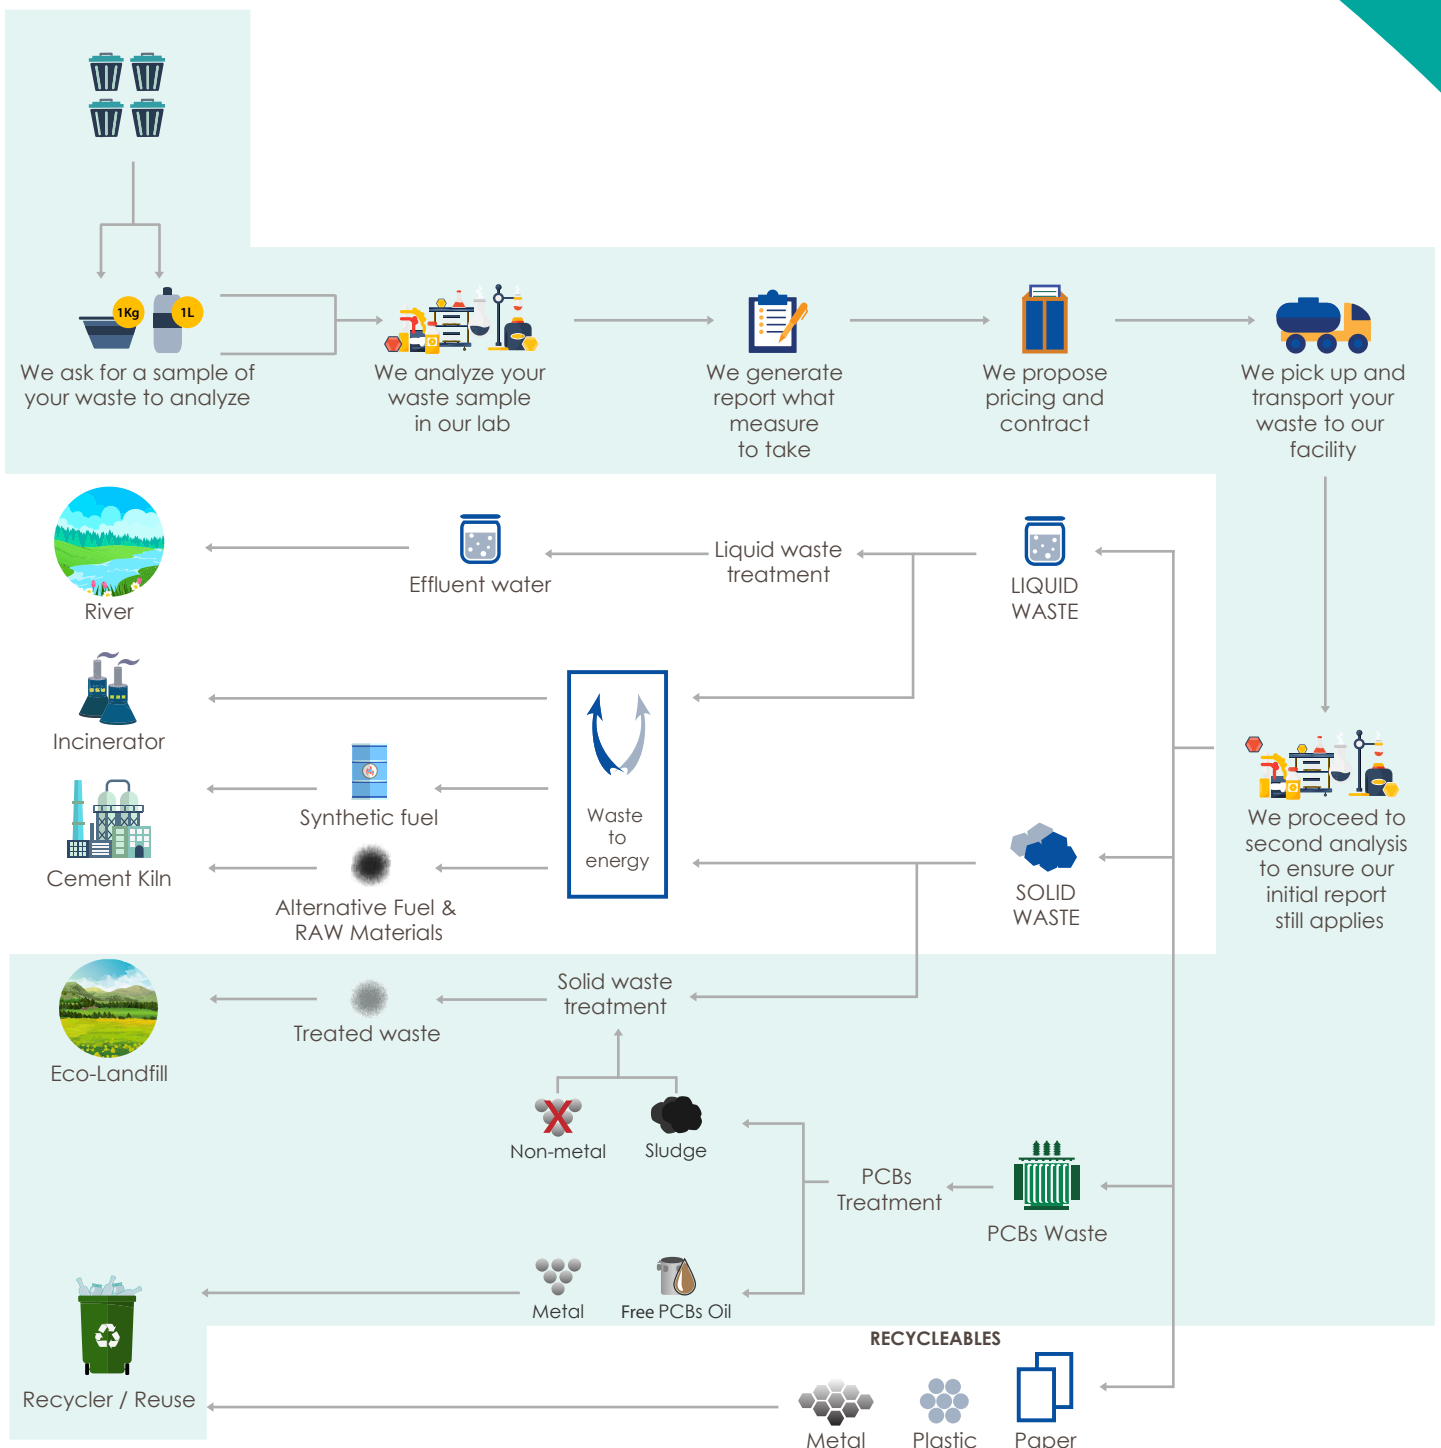 1Kg
1L
We ask for a sample of
your waste to analyze
We analyze your
waste sample
in our lab
We generate
report what
measure
to take
We propose
pricing and
contract
We pick up and
transport your
waste to our
facility
River
Effluent water
Liquid waste
treatment
LIQUID
WASTE
Incinerator
Synthetic fuel
Cement Kiln
Alternative Fuel &
RAW Materials
Waste
to
energy
SOLID
WASTE
We proceed to
second analysis
to ensure our
initial report
still applies
Eco-Landfill
Treated waste
Solid waste
treatment
Non-metal
Sludge
PCBs
Treatment
PCBs Waste
Metal
Free PCBs Oil
Recycler / Reuse
RECYCLEABLES
Metal
Plastic
Paper